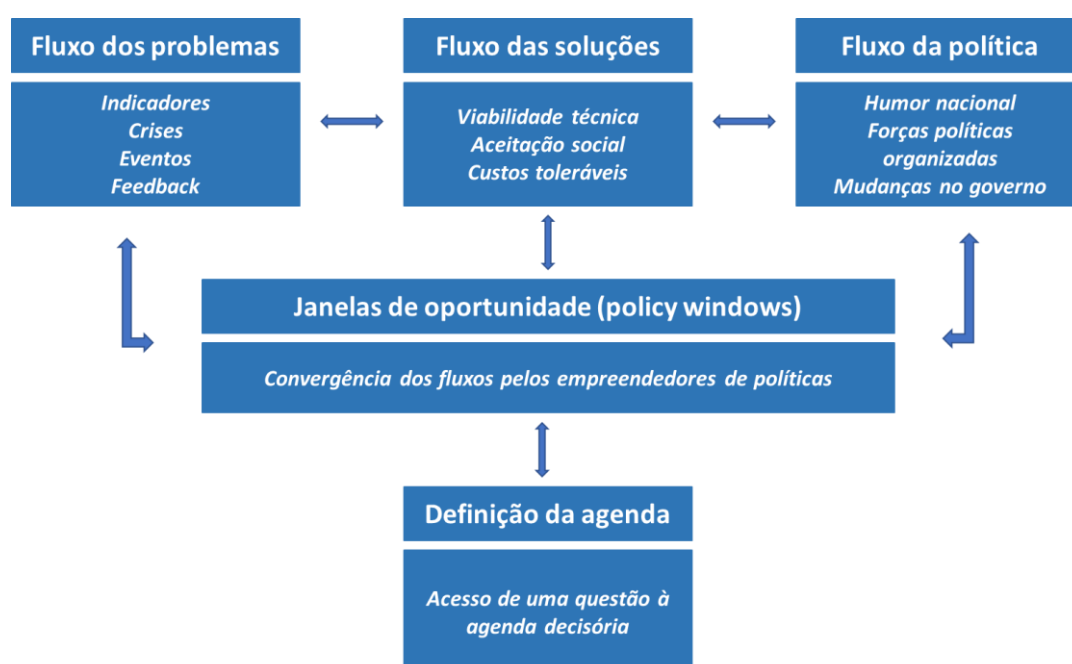 Fluxo dos problemas
Indicadores
Crises
Eventos
Feedback
Fluxo das soluções
Viabilidade técnica
Aceitação social
Custos toleráveis
Fluxo da política
Humor nacional
Forças políticas
organizadas
Mudanças no governo
Janelas de oportunidade (policy windows)
Convergência dos fluxos pelos empreendedores de políticas
Definição da agenda
Acesso de uma questão à
agenda decisória